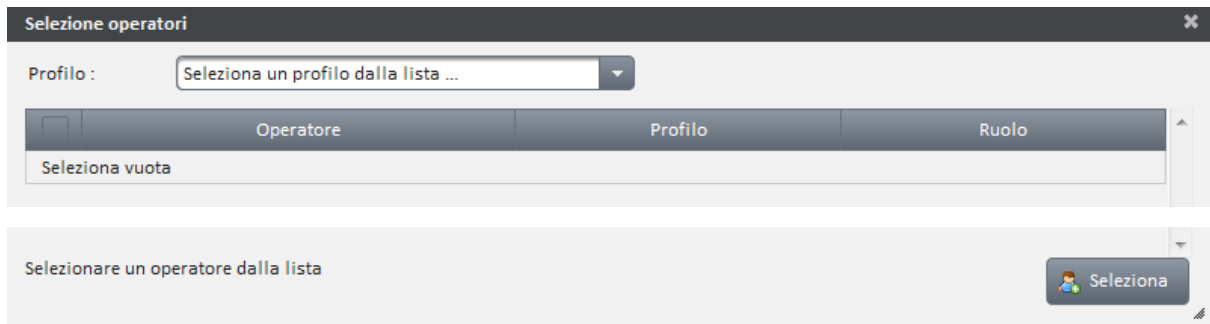 Selezione operatori
Profilo : Seleziona un profilo dalla lista ...
Operatore Profilo Ruolo
Seleziona vuota
Selezionare un operatore dalla lista
Seleziona